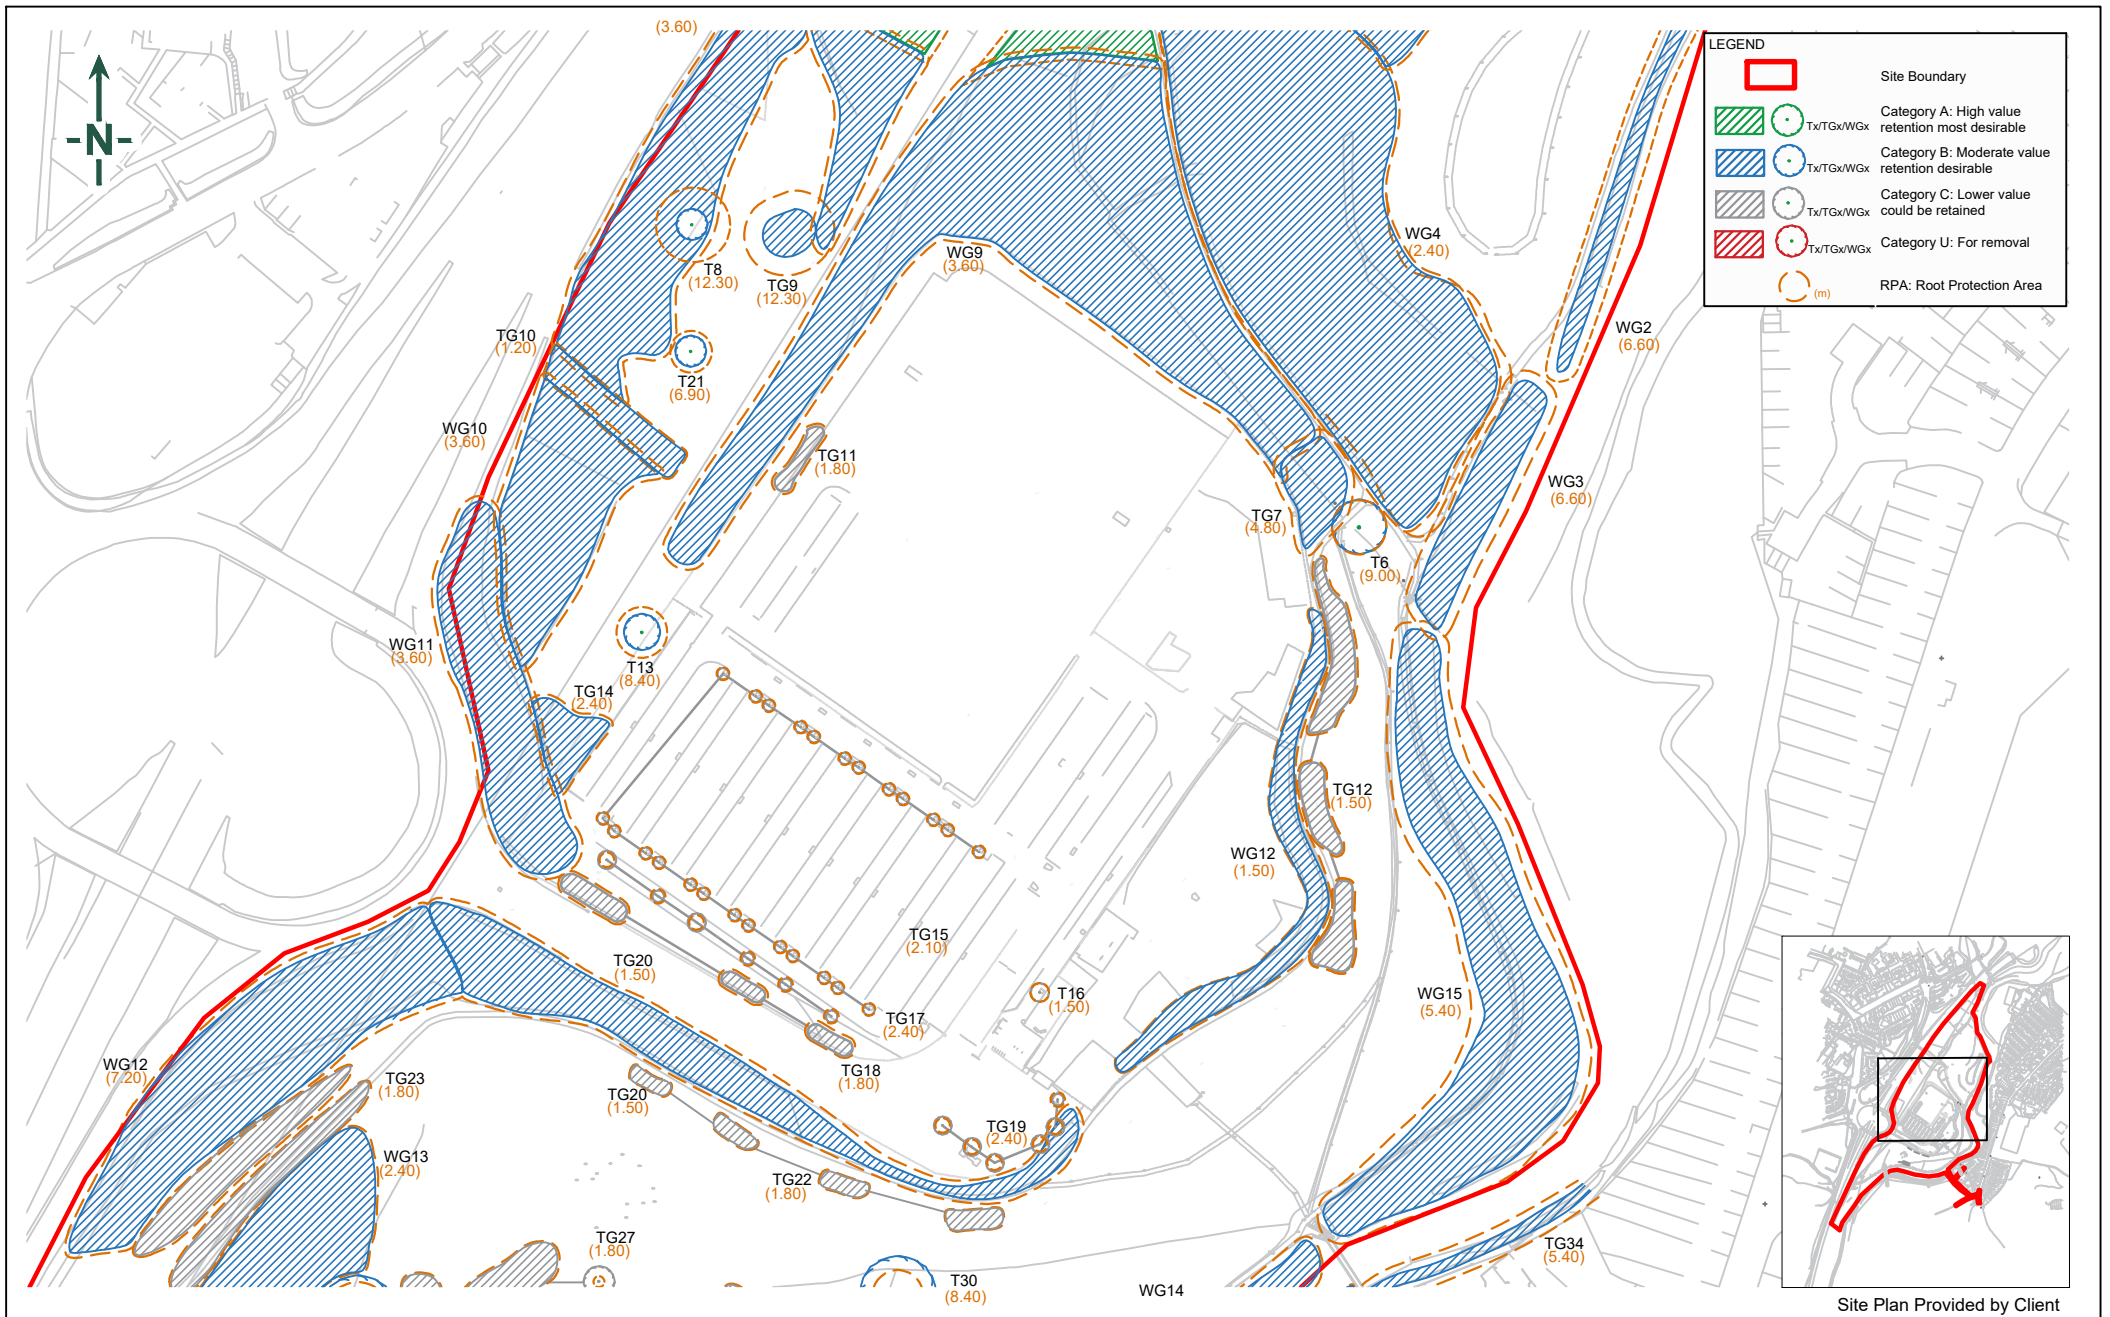 (3.60)
N
LEGEND
Site Boundary
Tx/TGx/WGx
Category A: High value
retention most desirable
Tx/TGx/WGx
Category B: Moderate value
retention desirable
Tx/TGx/WGx
Category C: Lower value
could be retained
Tx/TGx/WGx
Category U: For removal
(m)
RPA: Root Protection Area
WG4
(2.40)
WG9
(3.60)
T8
(12.30)
TG9
(12.30)
TG10
(1.20)
WG2
(6.60)
T21
(6.90)
WG10
(3.60)
TG11
(1.80)
WG3
(6.60)
TG7
(4.80)
T6
(9.00)
WG11
(3.60)
T13
(8.40)
TG14
(2.40)
TG12
(1.50)
WG12
(1.50)
TG15
(2.10)
TG20
(1.50)
T16
(1.50)
WG15
(5.40)
TG17
(2.40)
WG12
(7.20)
TG23
(1.80)
TG18
(1.80)
TG20
(1.50)
TG19
(2.40)
WG13
(2.40)
TG22
(1.80)
TG27
(1.80)
TG34
(5.40)
T30
(8.40)
WG14
Site Plan Provided by Client